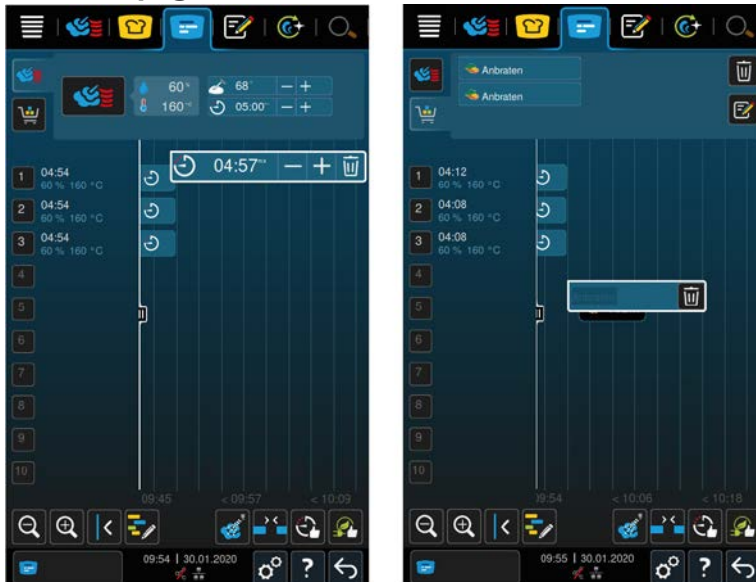 60 %
160 °C
68 °
05:00
04:57
1 04:54
60 % 160 °C
2 04:54
60 % 160 °C
3 04:54
60 % 160 °C
4
5
6
7
8
9
10
09:45 < 09:57 < 10:09
09:54 | 30.01.2020
?
Anbraten
Anbraten
1 04:12
60 % 160 °C
2 04:08
60 % 160 °C
3 04:08
60 % 160 °C
4
5
6
7
8
9
10
09:54 < 10:06 < 10:18
09:55 | 30.01.2020
?